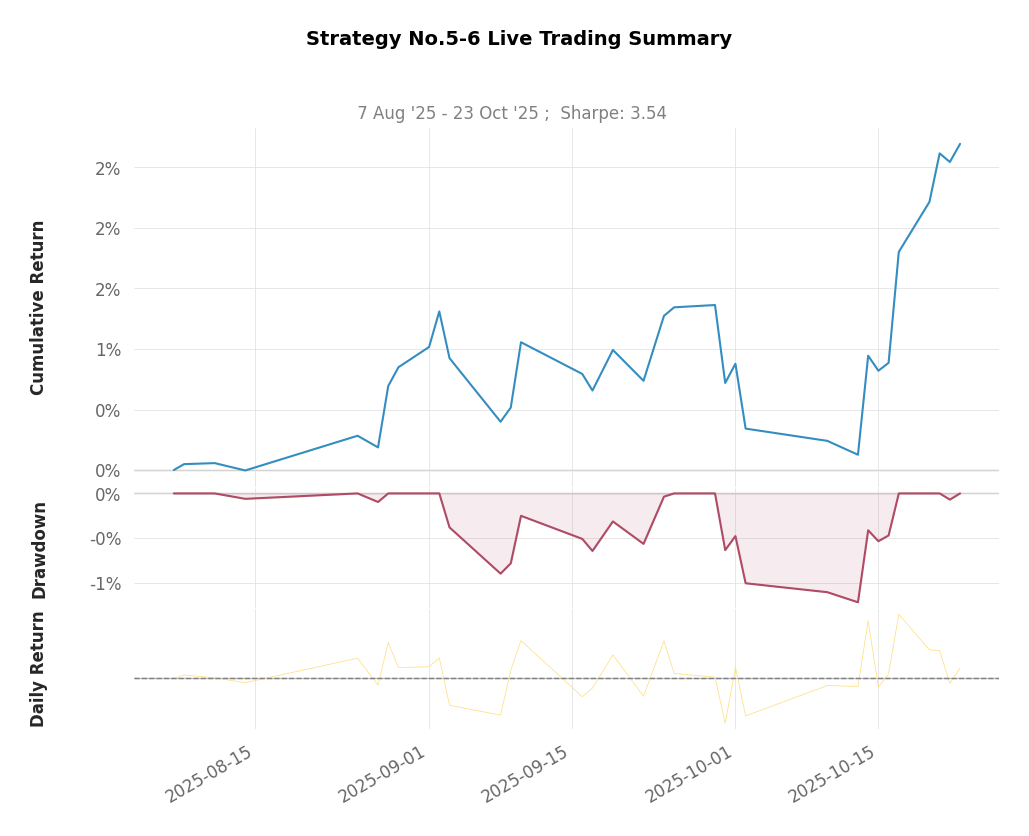 Strategy No.5-6 Live Trading Summary
7 Aug '25 - 23 Oct '25 ;  Sharpe: 3.54
Cumulative Return
2%
2%
2%
1%
0%
0%
Drawdown
0%
-0%
-1%
Daily Return
2025-08-15
2025-09-01
2025-09-15
2025-10-01
2025-10-15